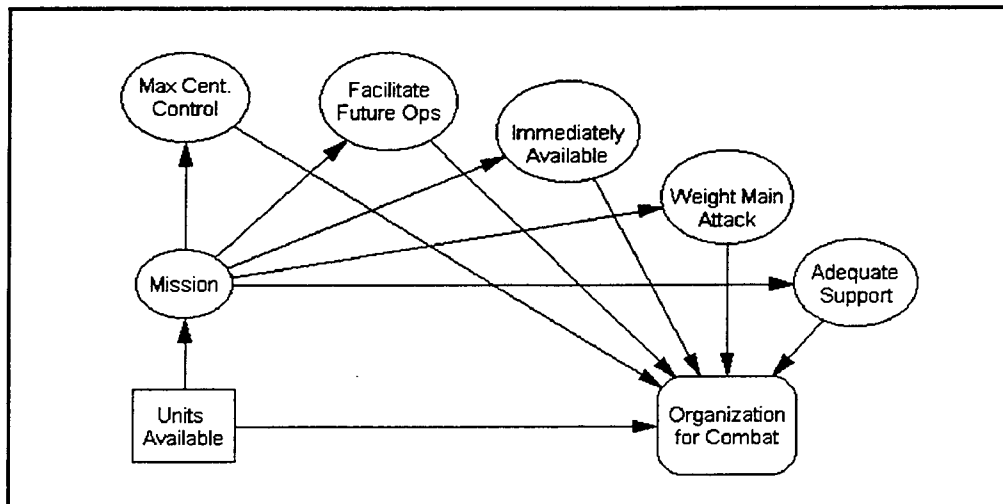 Max Cent.
Control
Facilitate
Future Ops
Immediately
Available
Weight Main
Attack
Mission
Adequate
Support
Units
Available
Organization
for Combat